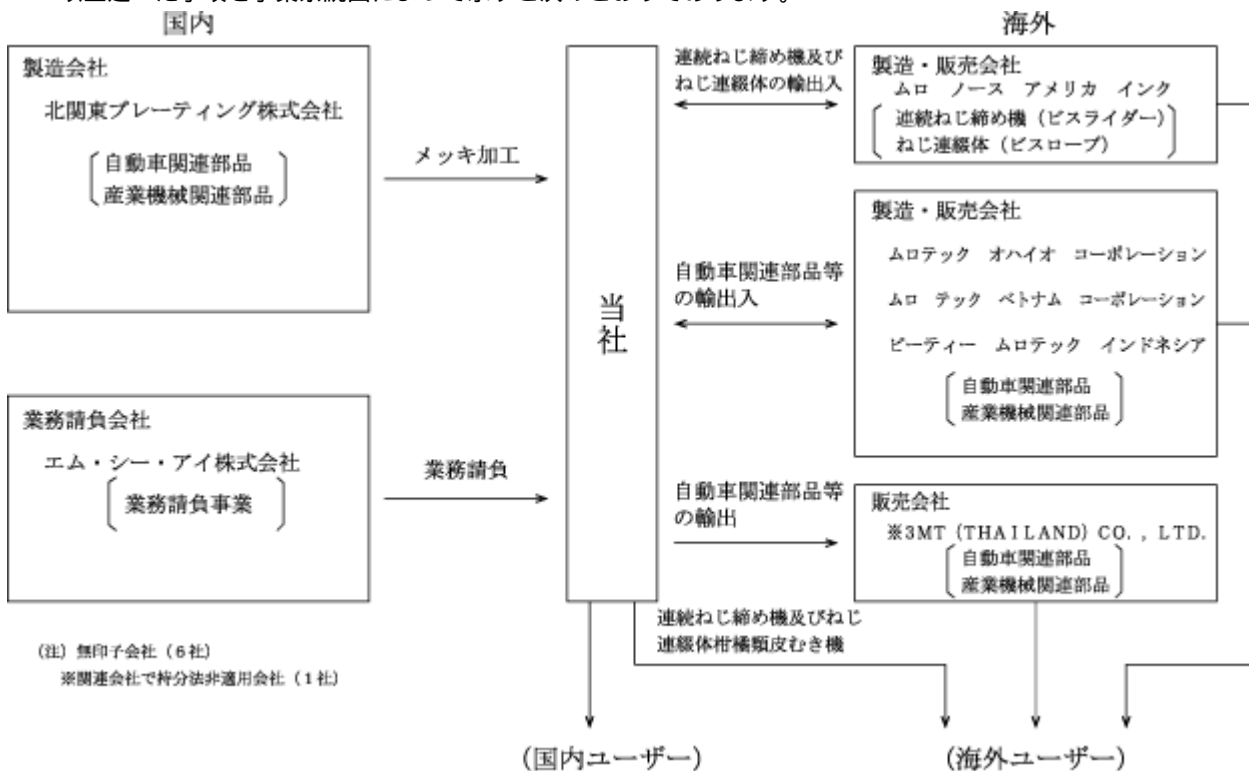 国内
海外
製造会社
北関東プレーティング株式会社
自動車関連部品
産業機械関連部品
メッキ加工
業務請負会社
エム・シー・アイ株式会社
業務請負事業
業務請負
当社
連続ねじ締め機及び
ねじ連綴体の輸出入
製造・販売会社
ムロ ノース アメリカ インク
連続ねじ締め機（ビスライダー）
ねじ連綴体（ビスロープ）
自動車関連部品等
の輸出入
製造・販売会社
ムロテック オハイオ コーポレーション
ムロ テック ベトナム コーポレーション
ピーティー ムロテック インドネシア
自動車関連部品
産業機械関連部品
自動車関連部品等
の輸出
販売会社
※3MT (THAILAND) CO., LTD.
自動車関連部品
産業機械関連部品
連続ねじ締め機及びねじ
連綴体柑橘類皮むき機
(注) 無印子会社（6社）
※関連会社で持分法非適用会社（1社）
(国内ユーザー)
(海外ユーザー)